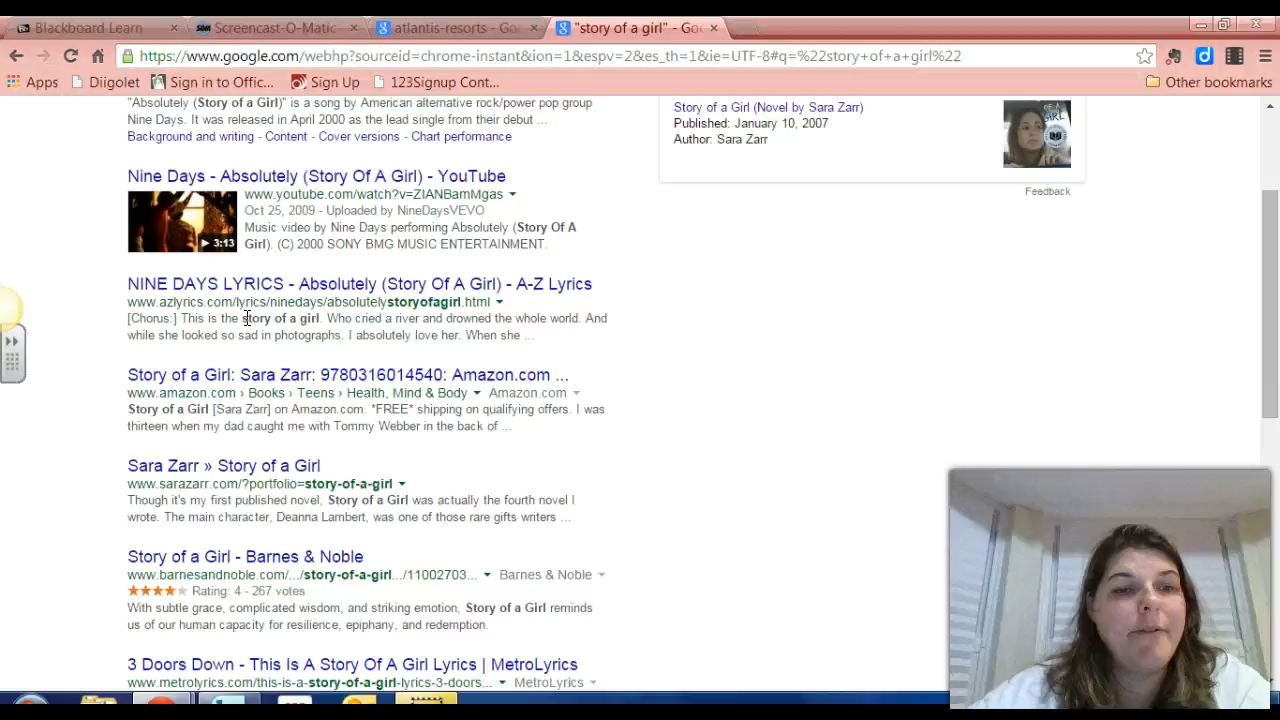 Blackboard Learn
Screencast-O-Matic
atlantis-resorts - Go
"story of a girl" - Goo
https://www.google.com/webhp?sourceid=chrome-instant&ion=1&espv=2&es_th=1&ie=UTF-8#q=%22story+of+a+girl%22
Apps Diigolet Sign in to Office... Sign Up 123Signup Cont... Other bookmarks
"Absolutely (Story of a Girl)" is a song by American alternative rock/power pop group
Nine Days. It was released in April 2000 as the lead single from their debut ...
Background and writing - Content - Cover versions - Chart performance
Nine Days - Absolutely (Story Of A Girl) - YouTube
www.youtube.com/watch?v=ZIANBamMgas
Oct 25, 2009 - Uploaded by NineDaysVEVO
Music video by Nine Days performing Absolutely (Story Of A
Girl). (C) 2000 SONY BMG MUSIC ENTERTAINMENT.
3:13
NINE DAYS LYRICS - Absolutely (Story Of A Girl) - A-Z Lyrics
www.azlyrics.com/lyrics/ninedays/absolutelystoryofagirl.html
[Chorus:] This is the story of a girl. Who cried a river and drowned the whole world. And
while she looked so sad in photographs. I absolutely love her. When she ...
Story of a Girl: Sara Zarr: 9780316014540: Amazon.com ...
www.amazon.com › Books › Teens › Health, Mind & Body Amazon.com
Story of a Girl [Sara Zarr] on Amazon.com. *FREE* shipping on qualifying offers. I was
thirteen when my dad caught me with Tommy Webber in the back of ...
Sara Zarr » Story of a Girl
www.sarazarr.com/?portfolio=story-of-a-girl
Though it's my first published novel, Story of a Girl was actually the fourth novel I
wrote. The main character, Deanna Lambert, was one of those rare gifts writers ...
Story of a Girl - Barnes & Noble
www.barnesandnoble.com/.../story-of-a-girl.../11002703... Barnes & Noble
Rating: 4 - 267 votes
With subtle grace, complicated wisdom, and striking emotion, Story of a Girl reminds
us of our human capacity for resilience, epiphany, and redemption.
3 Doors Down - This Is A Story Of A Girl Lyrics | MetroLyrics
www.metrolyrics.com/this-is-a-story-of-a-girl-lyrics-3-doors... MetroLyrics
Story of a Girl (Novel by Sara Zarr)
Published: January 10, 2007
Author: Sara Zarr
Feedback